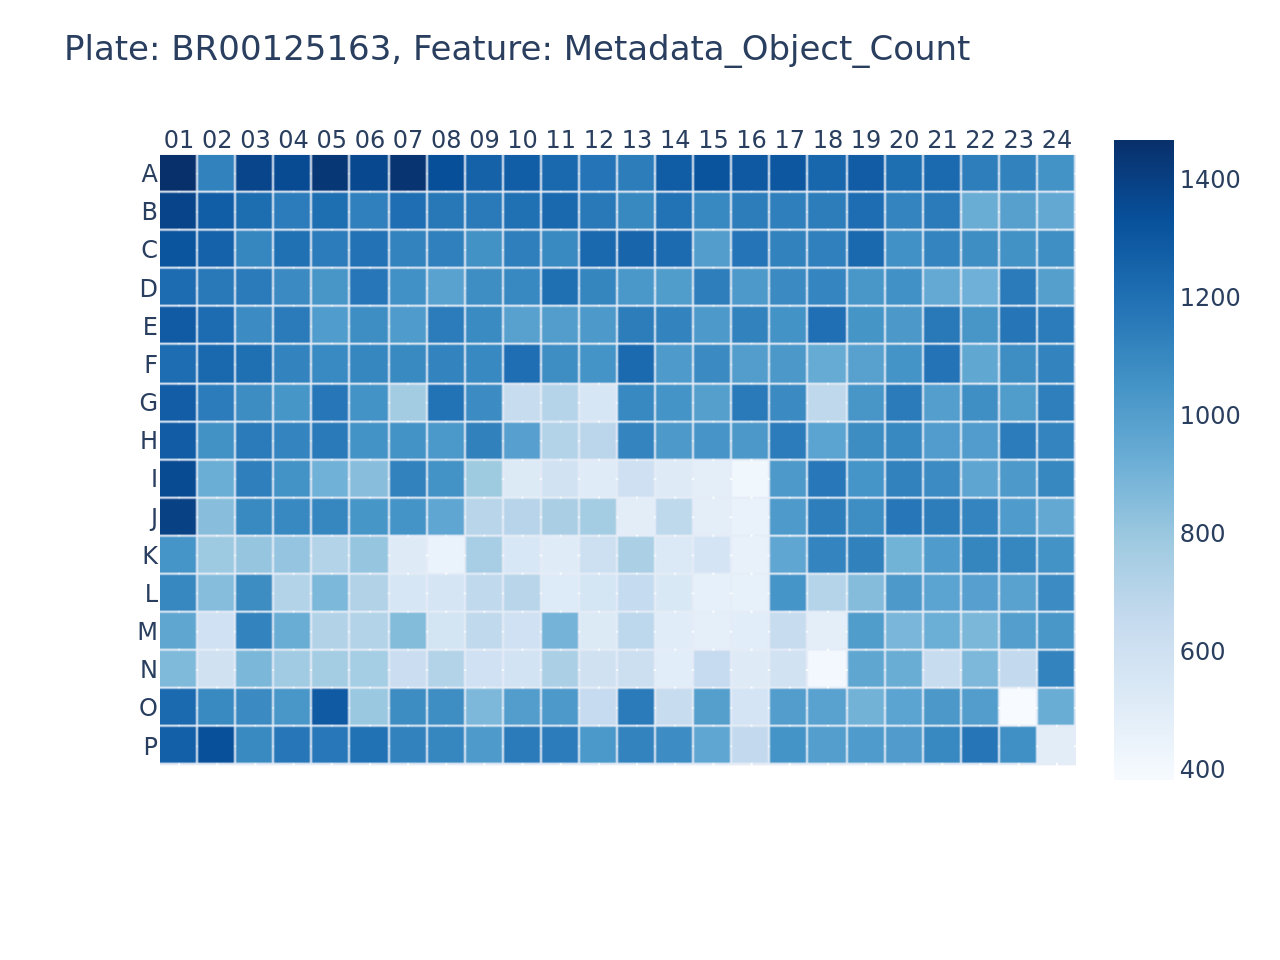 Plate: BR00125163, Feature: Metadata_Object_Count
01 02 03 04 05 06 07 08 09 10 11 12 13 14 15 16 17 18 19 20 21 22 23 24
A
B
C
D
E
F
G
H
I
J
K
L
M
N
O
P
1400
1200
1000
800
600
400